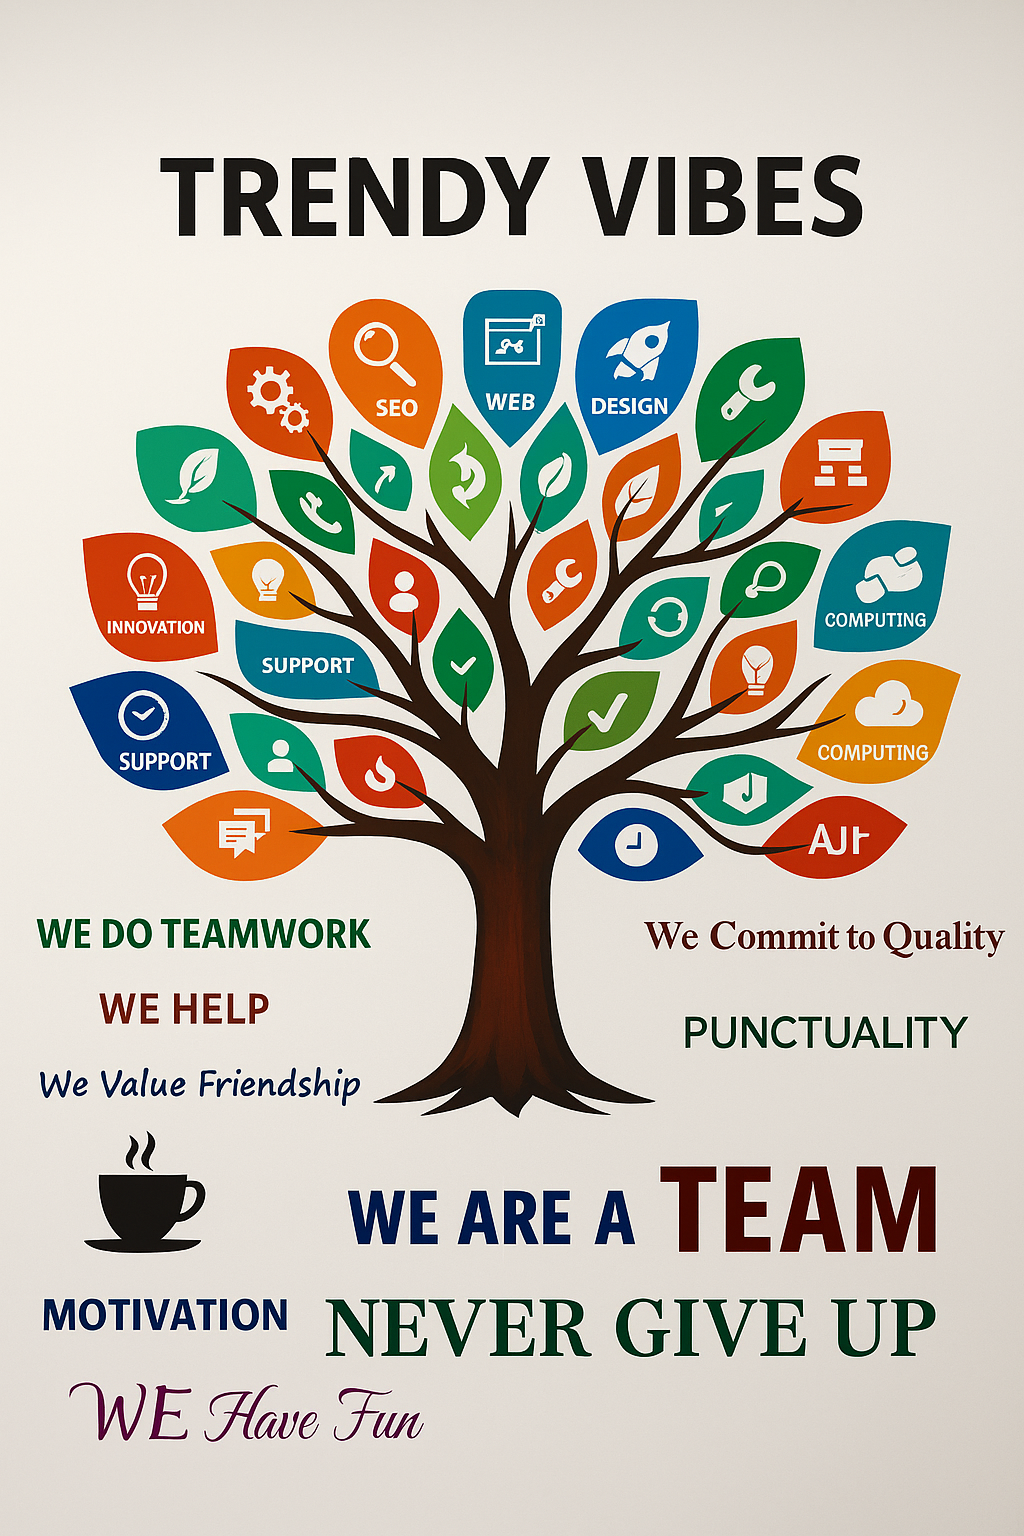 TRENDY VIBES
SEO
WEB
DESIGN
INNOVATION
COMPUTING
SUPPORT
SUPPORT
COMPUTING
WE DO TEAMWORK
We Commit to Quality
WE HELP
PUNCTUALITY
We Value Friendship
WE ARE A TEAM
MOTIVATION
NEVER GIVE UP
WE Have Fun